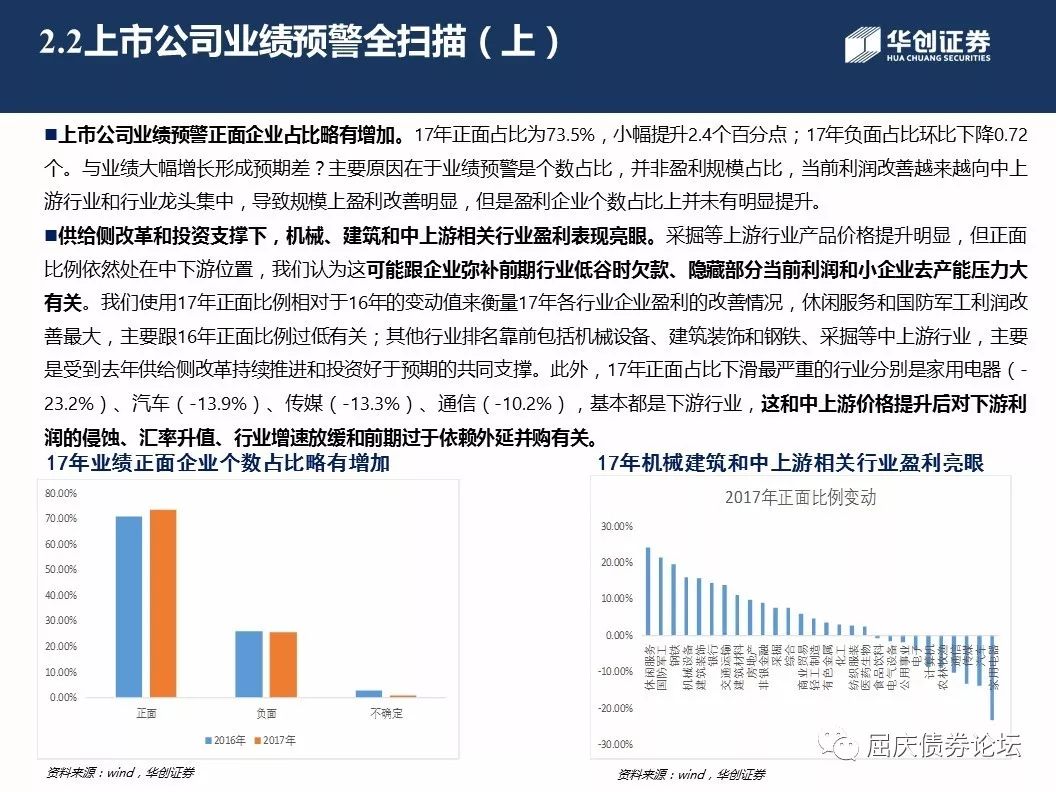 2.2上市公司业绩预警全扫描（上）
华创证券
HUA CHUANG SECURITIES
■上市公司业绩预警正面企业占比略有增加。17年正面占比为73.5%，小幅提升2.4个百分点；17年负面占比环比下降0.72
个。与业绩大幅增长形成预期差？主要原因在于业绩预警是个数占比，并非盈利规模占比，当前利润改善越来越向中上
游行业和行业龙头集中，导致规模上盈利改善明显，但是盈利企业个数占比上并未有明显提升。
■供给侧改革和投资支撑下，机械、建筑和中上游相关行业盈利表现亮眼。采掘等上游行业产品价格提升明显，但正面
比例依然处在中下游位置，我们认为这可能跟企业弥补前期行业低谷时欠款、隐藏部分当前利润和小企业去产能压力大
有关。我们使用17年正面比例相对于16年的变动值来衡量17年各行业企业盈利的改善情况，休闲服务和国防军工利润改
善最大，主要跟16年正面比例过低有关；其他行业排名靠前包括机械设备、建筑装饰和钢铁、采掘等中上游行业，主要
是受到去年供给侧改革持续推进和投资好于预期的共同支撑。此外，17年正面占比下滑最严重的行业分别是家用电器（-
23.2%）、汽车（-13.9%）、传媒（-13.3%）、通信（-10.2%），基本都是下游行业，这和中上游价格提升后对下游利
润的侵蚀、汇率升值、行业增速放缓和前期过于依赖外延并购有关。
17年业绩正面企业个数占比略有增加
80.00%
70.00%
60.00%
50.00%
40.00%
30.00%
20.00%
10.00%
0.00%
正面
负面
不确定
2016年
2017年
资料来源：wind，华创证券
17年机械建筑和中上游相关行业盈利亮眼
2017年正面比例变动
30.00%
20.00%
10.00%
0.00%
-10.00%
-20.00%
-30.00%
休闲服务
国防军工
钢铁
机械设备
建筑装饰
银行
交通运输
建筑材料
房地产
非银金融
采掘
综合
商业贸易
轻工制造
有色金属
化工
纺织服装
医药生物
食品饮料
电气设备
公用事业
电子
计算机
农林牧渔
通信
传媒
汽车
家用电器
屈庆债券论坛
资料来源：wind，华创证券